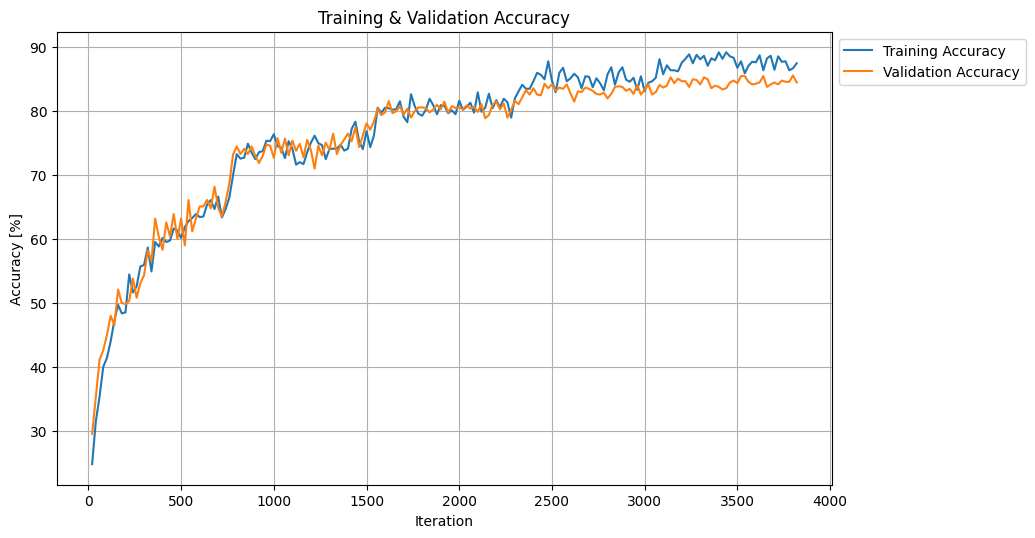 Training & Validation Accuracy
90
80
70
60
50
40
30
Accuracy [%]
0 500 1000 1500 2000 2500 3000 3500 4000
Iteration
Training Accuracy
Validation Accuracy